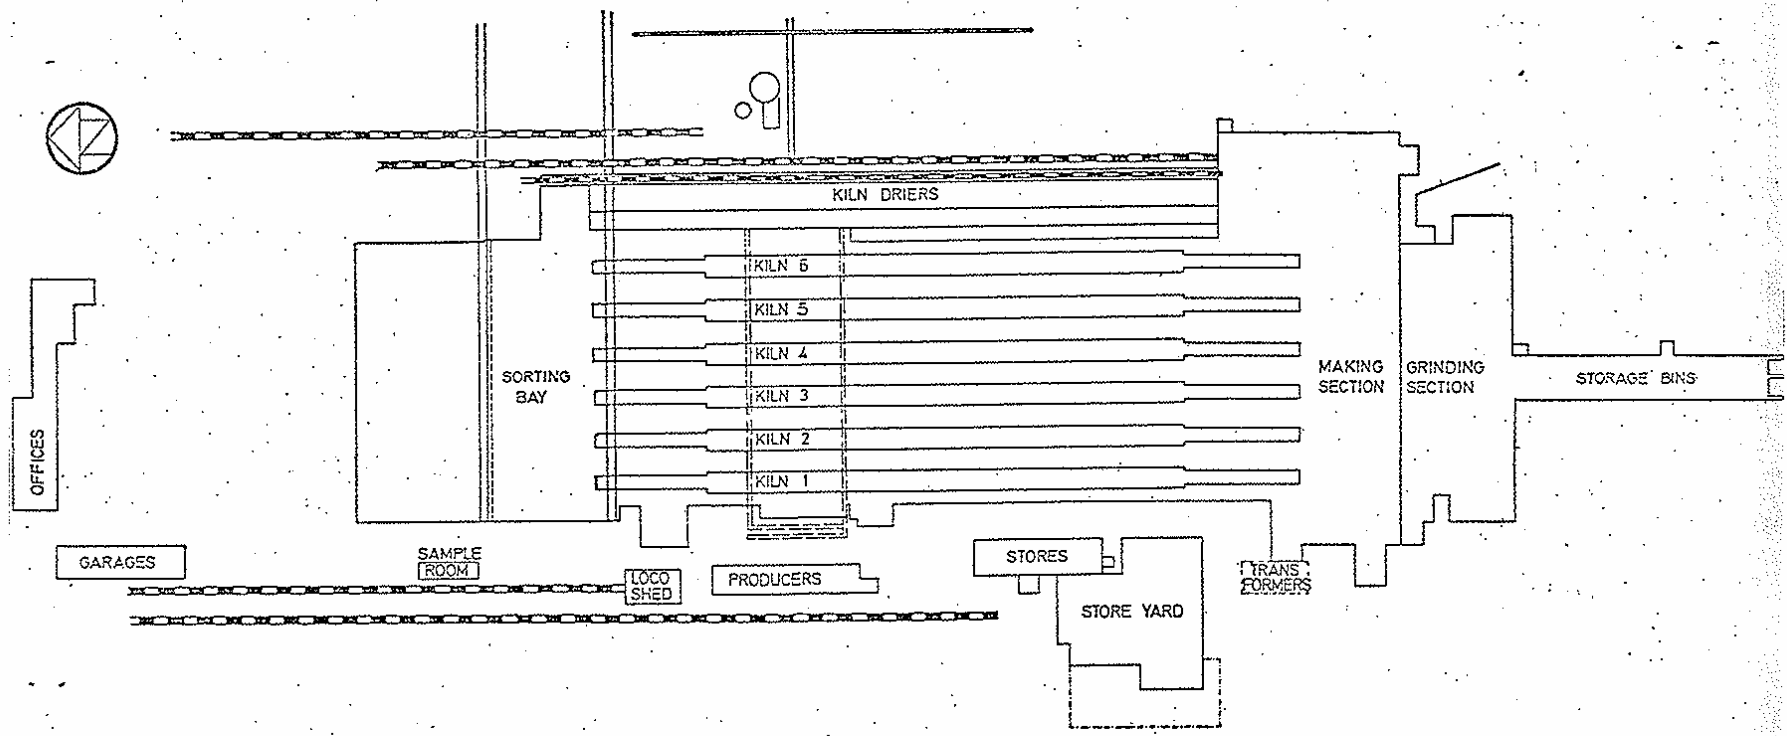 KILN DRIERS
KILN 6
KILN 5
KILN 4
KILN 3
KILN 2
KILN 1
SORTING
BAY
MAKING
SECTION
GRINDING
SECTION
STORAGE BINS
OFFICES
GARAGES
SAMPLE
ROOM
LOCO
SHED
PRODUCERS
STORES
STORE YARD
TRANS
FORMERS